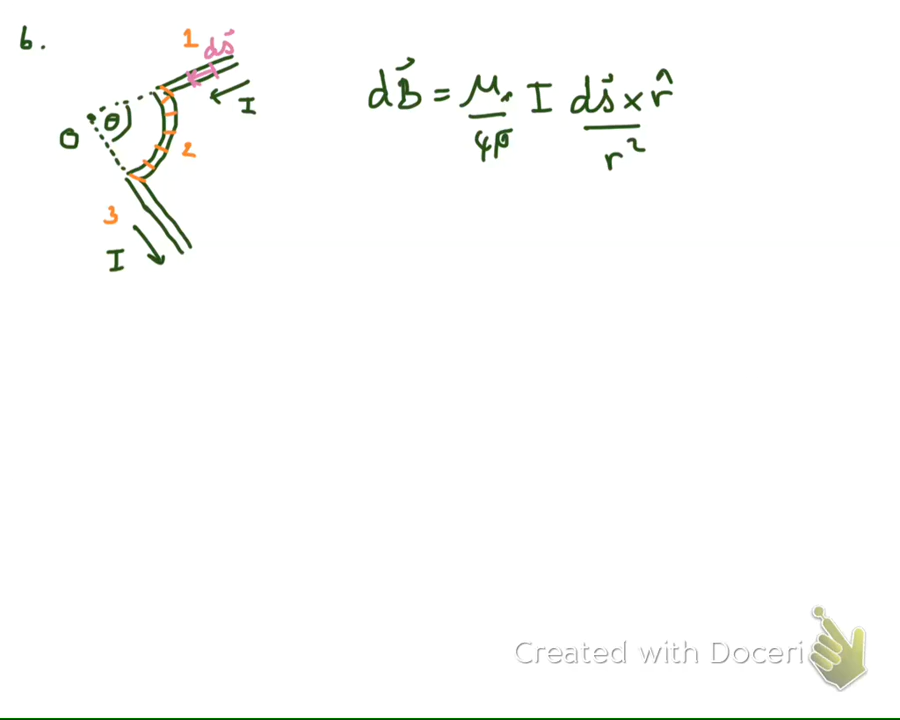 6.
1
ds⃗
I
O
θ
2
3
I
dB⃗ = μ₀/4π I ds⃗ × r̂ / r²
Created with Doceri